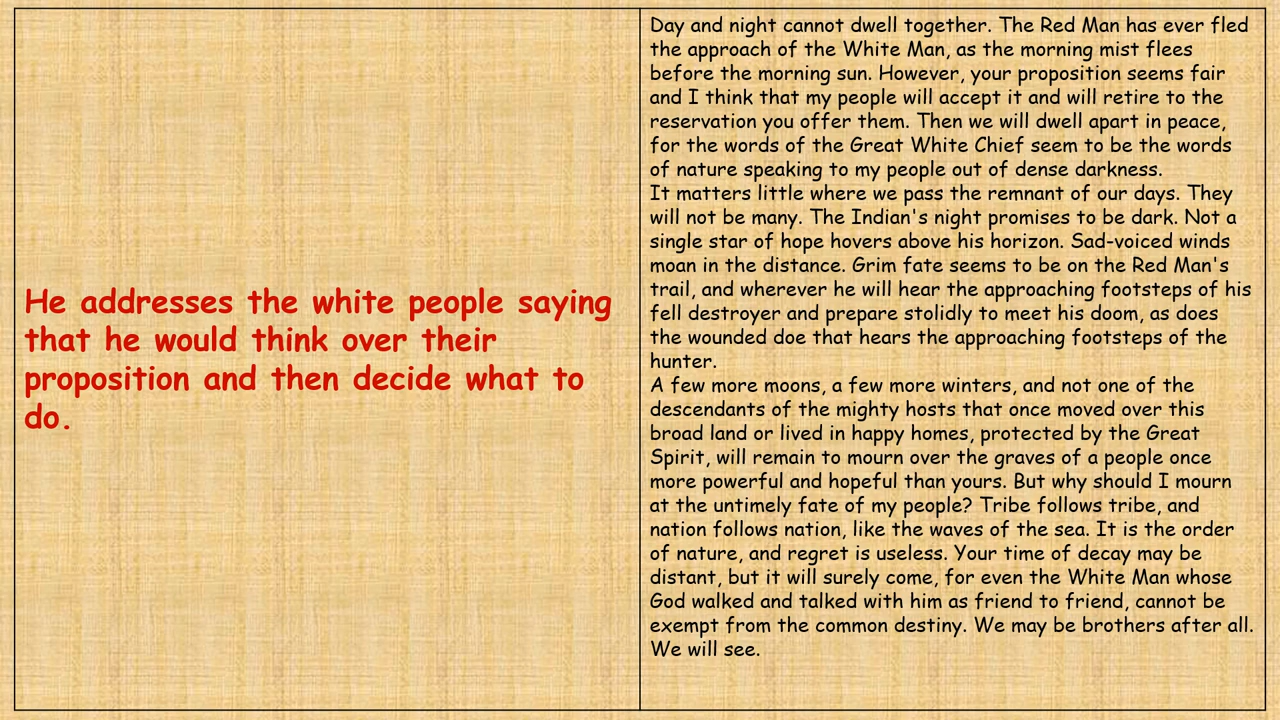 He addresses the white people saying
that he would think over their
proposition and then decide what to
do.
Day and night cannot dwell together. The Red Man has ever fled
the approach of the White Man, as the morning mist flees
before the morning sun. However, your proposition seems fair
and I think that my people will accept it and will retire to the
reservation you offer them. Then we will dwell apart in peace,
for the words of the Great White Chief seem to be the words
of nature speaking to my people out of dense darkness.
It matters little where we pass the remnant of our days. They
will not be many. The Indian's night promises to be dark. Not a
single star of hope hovers above his horizon. Sad-voiced winds
moan in the distance. Grim fate seems to be on the Red Man's
trail, and wherever he will hear the approaching footsteps of his
fell destroyer and prepare stolidly to meet his doom, as does
the wounded doe that hears the approaching footsteps of the
hunter.
A few more moons, a few more winters, and not one of the
descendants of the mighty hosts that once moved over this
broad land or lived in happy homes, protected by the Great
Spirit, will remain to mourn over the graves of a people once
more powerful and hopeful than yours. But why should I mourn
at the untimely fate of my people? Tribe follows tribe, and
nation follows nation, like the waves of the sea. It is the order
of nature, and regret is useless. Your time of decay may be
distant, but it will surely come, for even the White Man whose
God walked and talked with him as friend to friend, cannot be
exempt from the common destiny. We may be brothers after all.
We will see.